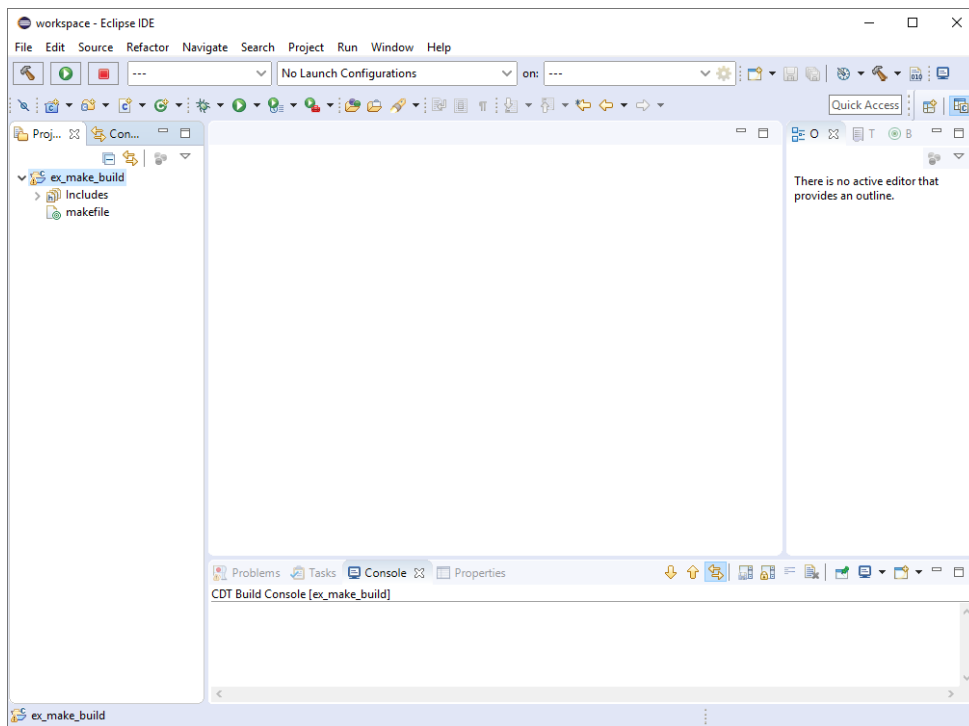 workspace - Eclipse IDE
File Edit Source Refactor Navigate Search Project Run Window Help
--- No Launch Configurations on: ---
Quick Access
Proj... Con...
O T B
ex_make_build
Includes
makefile
There is no active editor that
provides an outline.
Problems Tasks Console Properties
CDT Build Console [ex_make_build]
ex_make_build